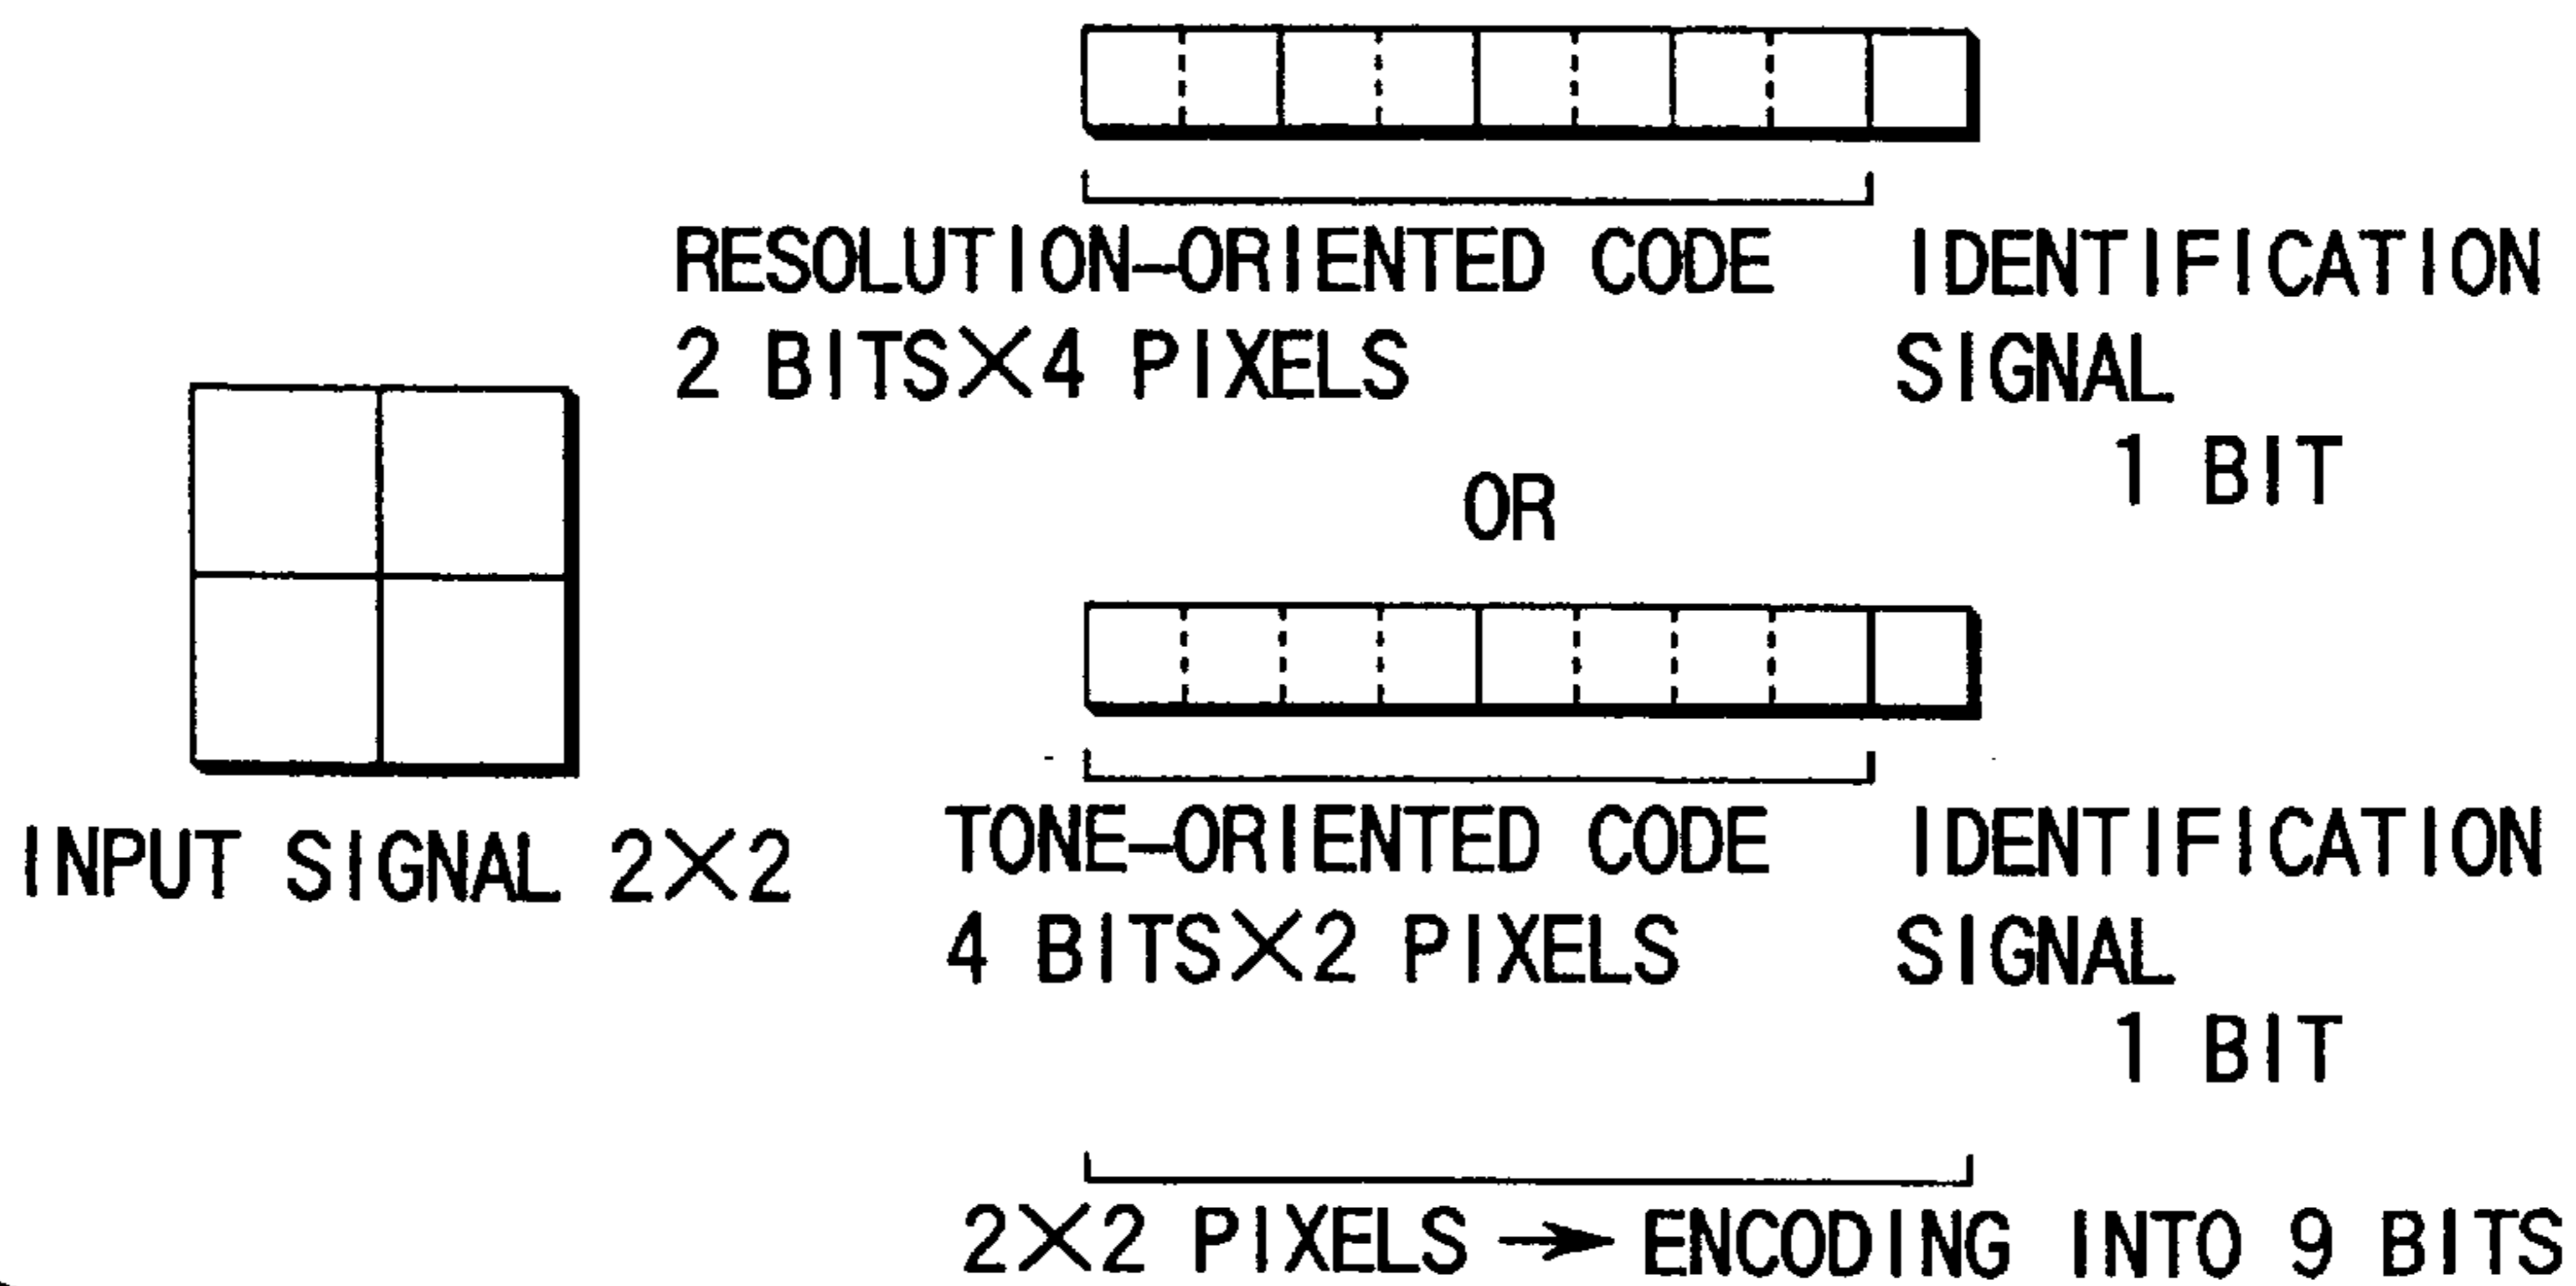 RESOLUTION-ORIENTED CODE
2 BITS×4 PIXELS
IDENTIFICATION
SIGNAL
1 BIT
OR
INPUT SIGNAL 2×2
TONE-ORIENTED CODE
4 BITS×2 PIXELS
IDENTIFICATION
SIGNAL
1 BIT
2×2 PIXELS → ENCODING INTO 9 BITS